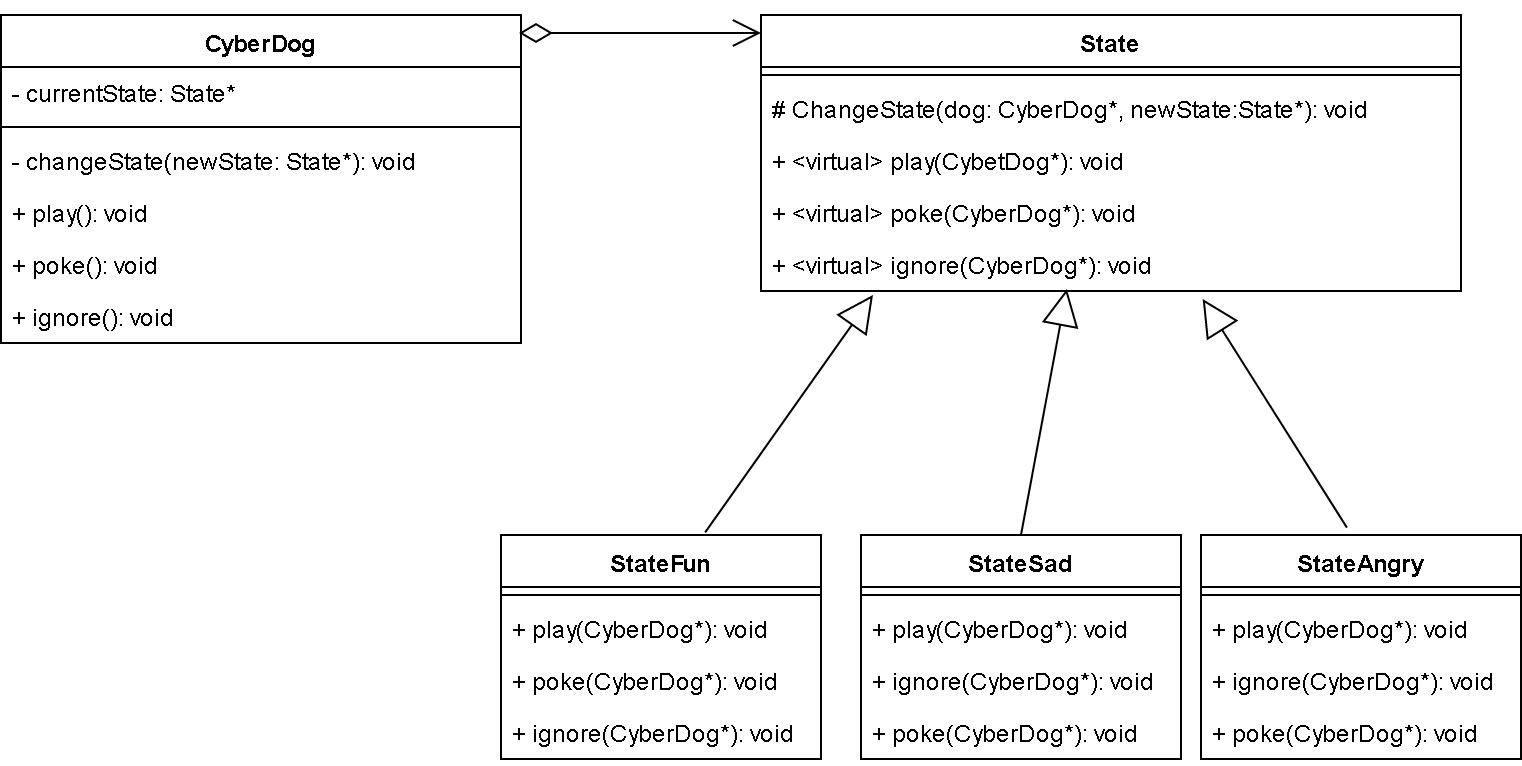 CyberDog
- currentState: State*
- changeState(newState: State*): void
+ play(): void
+ poke(): void
+ ignore(): void
State
# ChangeState(dog: CyberDog*, newState:State*): void
+ <virtual> play(CybetDog*): void
+ <virtual> poke(CyberDog*): void
+ <virtual> ignore(CyberDog*): void
StateFun
+ play(CyberDog*): void
+ poke(CyberDog*): void
+ ignore(CyberDog*): void
StateSad
+ play(CyberDog*): void
+ ignore(CyberDog*): void
+ poke(CyberDog*): void
StateAngry
+ play(CyberDog*): void
+ ignore(CyberDog*): void
+ poke(CyberDog*): void